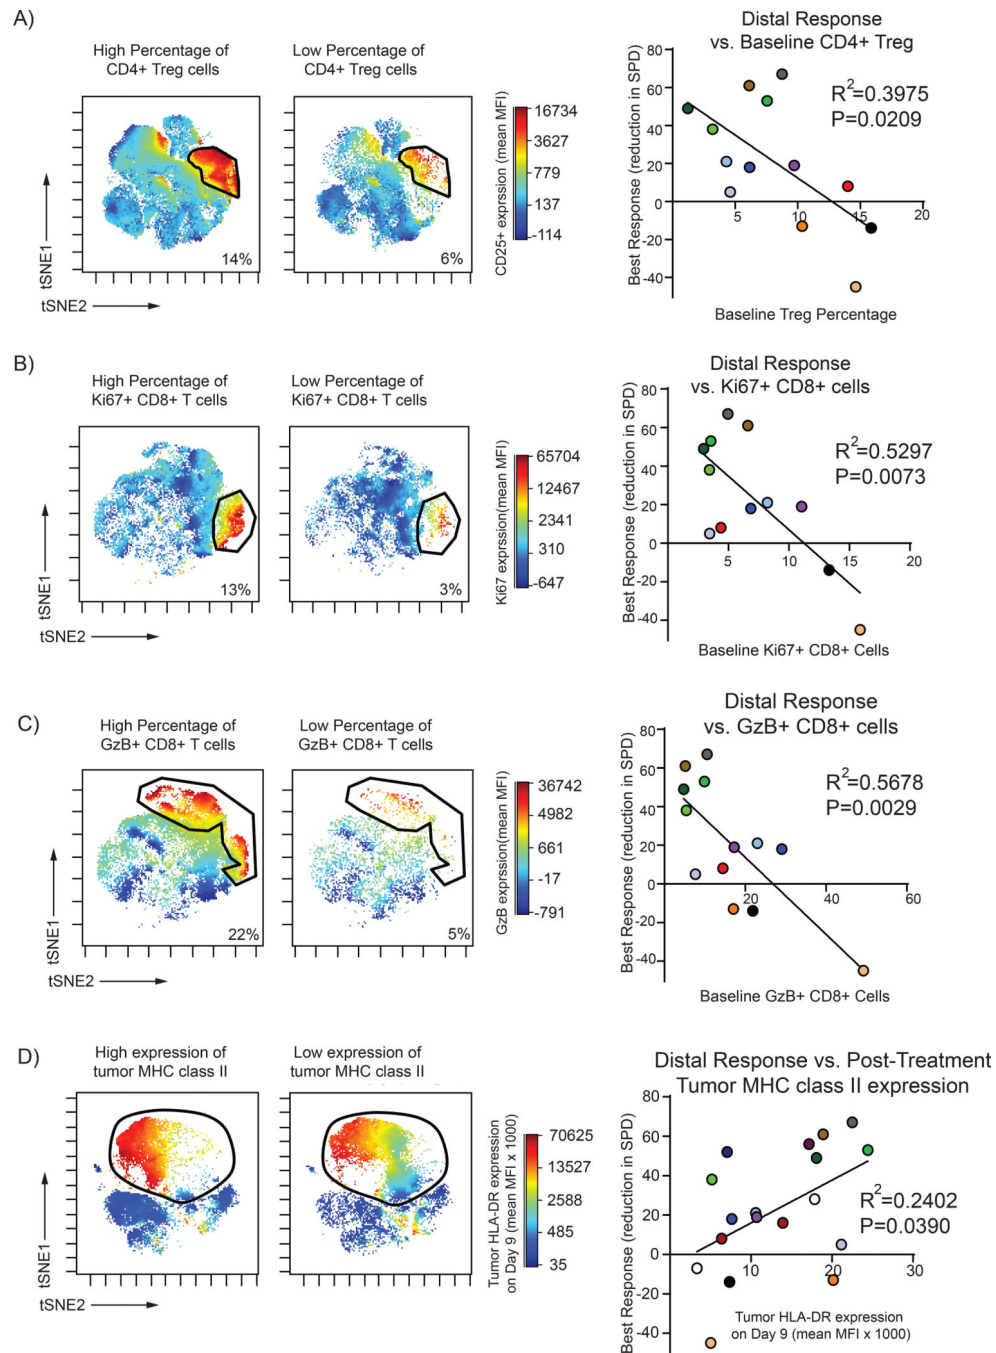 A)
High Percentage of
CD4+ Treg cells
Low Percentage of
CD4+ Treg cells
14%
6%
tSNE1
tSNE2
CD25+ exprssion (mean MFI)
16734
3627
779
137
-114
Distal Response
vs. Baseline CD4+ Treg
R²=0.3975
P=0.0209
Best Response (reduction in SPD)
80
60
40
20
0
-20
-40
5
10
15
20
Baseline Treg Percentage
B)
High Percentage of
Ki67+ CD8+ T cells
Low Percentage of
Ki67+ CD8+ T cells
13%
3%
tSNE1
tSNE2
Ki67 expression(mean MFI)
65704
12467
2341
310
-647
Distal Response
vs. Ki67+ CD8+ cells
R²=0.5297
P=0.0073
Best Response (reduction in SPD)
80
60
40
20
0
-20
-40
5
10
15
20
Baseline Ki67+ CD8+ Cells
C)
High Percentage of
GzB+ CD8+ T cells
Low Percentage of
GzB+ CD8+ T cells
22%
5%
tSNE1
tSNE2
GzB exprssion(mean MFI)
36742
4982
661
-17
-791
Distal Response
vs. GzB+ CD8+ cells
R²=0.5678
P=0.0029
Best Response (reduction in SPD)
80
60
40
20
0
-20
-40
20
40
60
Baseline GzB+ CD8+ Cells
D)
High expression of
tumor MHC class II
Low expression of
tumor MHC class II
tSNE1
tSNE2
Tumor HLA-DR expression
on Day 9 (mean MFI x 1000)
70625
13527
2588
485
35
Distal Response vs. Post-Treatment
Tumor MHC class II expression
R²=0.2402
P=0.0390
Best Response (reduction in SPD)
80
60
40
20
0
-20
-40
10
20
30
Tumor HLA-DR expression
on Day 9 (mean MFI x 1000)